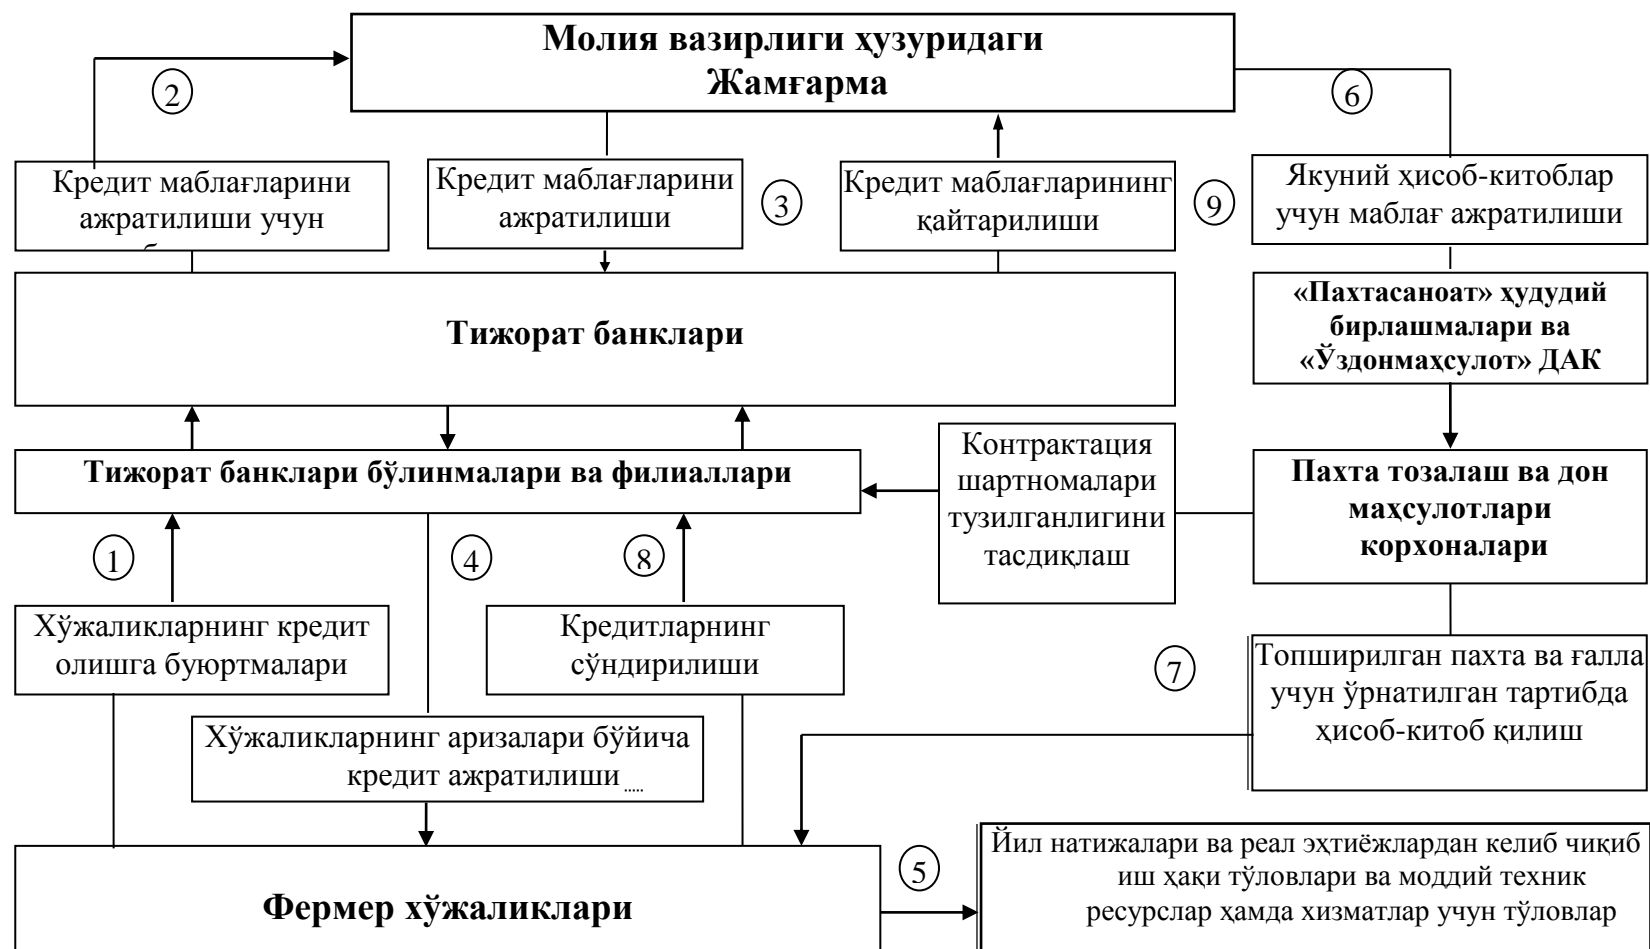 Молия вазирлиги ҳузуридаги
Жамғарма
2
6
Кредит маблағларини
ажратилиши учун
Кредит маблағларини
ажратилиши
3
Кредит маблағларининг
қайтарилиши
9
Якуний ҳисоб-китоблар
учун маблағ ажратилиши
Тижорат банклари
«Пахтасаноат» ҳудудий
бирлашмалари ва
«Ўздонмаҳсулот» ДАК
Тижорат банклари бўлинмалари ва филиаллари
Контрактация
шартномалари
тузилганлигини
тасдиқлаш
Пахта тозалаш ва дон
маҳсулотлари
корхоналари
1
4
8
Хўжаликларнинг кредит
олишга буюртмалари
Кредитларнинг
сўндирилиши
7
Топширилган пахта ва ғалла
учун ўрнатилган тартибда
ҳисоб-китоб қилиш
Хўжаликларнинг аризалари бўйича
кредит ажратилиши
Фермер хўжаликлари
5
Йил натижалари ва реал эҳтиёжлардан келиб чиқиб
иш ҳақи тўловлари ва моддий техник
ресурслар ҳамда хизматлар учун тўловлар